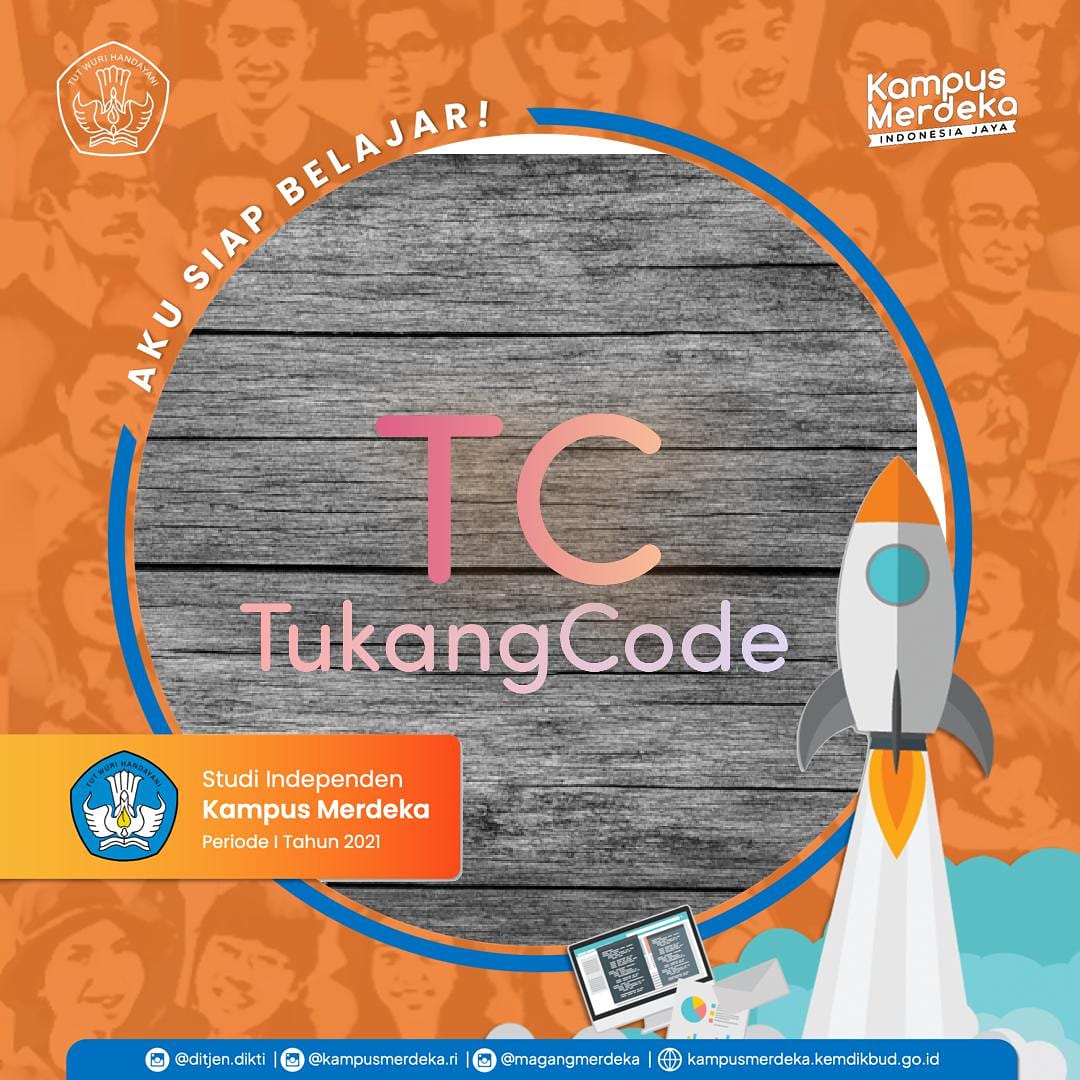 TUT WURI HANDAYANI
Kampus
Merdeka
INDONESIA JAYA
AKU SIAP BELAJAR!
TC
TukangCode
TUT WURI HANDAYANI
Studi Independen
Kampus Merdeka
Periode I Tahun 2021
@ditjen.dikti | @kampusmerdeka.ri | @magangmerdeka | kampusmerdeka.kemdikbud.go.id